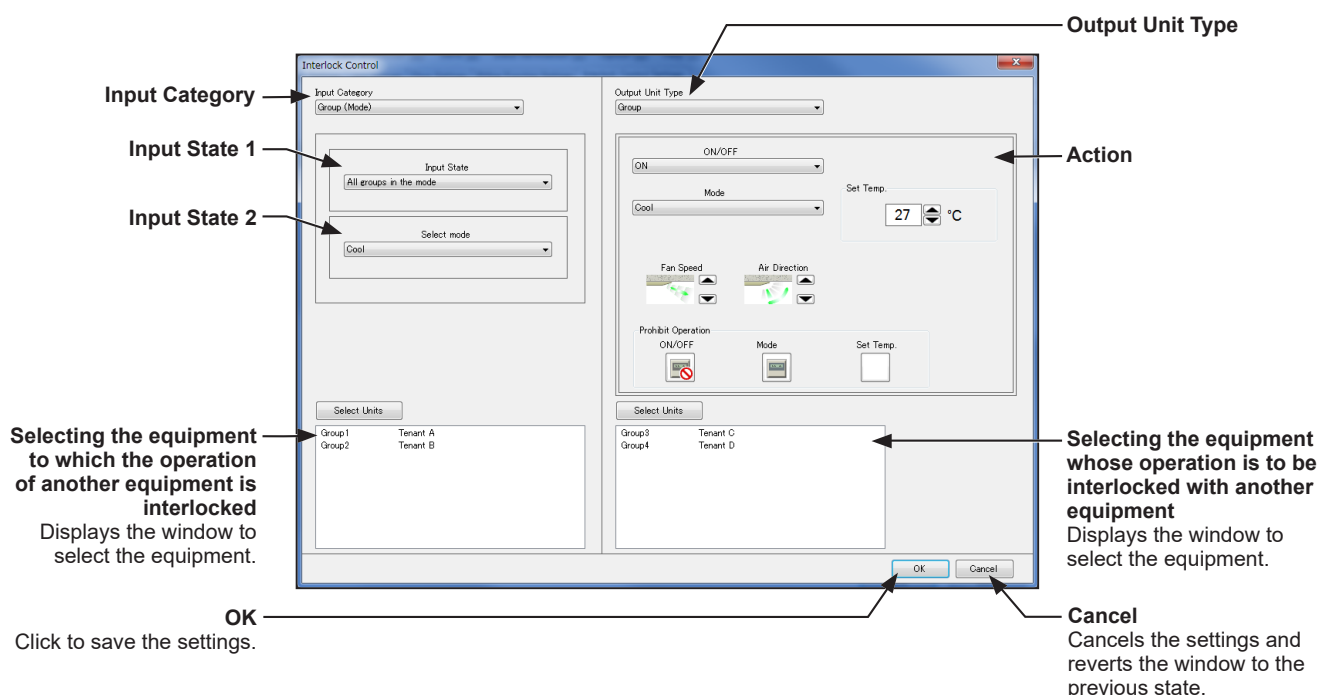 Output Unit Type
Interlock Control
Input Category
Input Category
Group (Mode)
Output Unit Type
Group
Input State 1
Input State
All groups in the mode
Input State 2
Select mode
Cool
Action
ON/OFF
ON
Mode
Cool
Set Temp.
27 °C
Fan Speed
Air Direction
Prohibit Operation
ON/OFF
Mode
Set Temp.
Selecting the equipment
to which the operation
of another equipment is
interlocked
Displays the window to
select the equipment.
Select Units
Group1 Tenant A
Group2 Tenant B
Select Units
Group3 Tenant C
Group4 Tenant D
Selecting the equipment
whose operation is to be
interlocked with another
equipment
Displays the window to
select the equipment.
OK
Cancel
OK
Click to save the settings.
Cancel
Cancels the settings and
reverts the window to the
previous state.